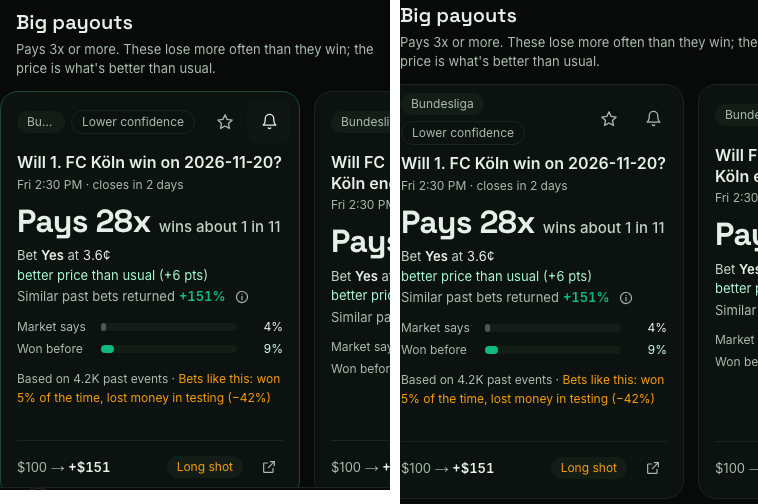 Big payouts
Pays 3x or more. These lose more often than they win; the
price is what's better than usual.
Bu...
Lower confidence
Will 1. FC Köln win on 2026-11-20?
Fri 2:30 PM · closes in 2 days
Pays 28x wins about 1 in 11
Bet Yes at 3.6¢
better price than usual (+6 pts)
Similar past bets returned +151%
Market says 4%
Won before 9%
Based on 4.2K past events · Bets like this: won
5% of the time, lost money in testing (−42%)
$100 → +$151
Long shot
Bundesli
Will FC
Köln en
Fri 2:30 PM
Pays
Bet Yes at
better pric
Similar pa
Market say
Won befor
$100 → +
Big payouts
Pays 3x or more. These lose more often than they win; the
price is what's better than usual.
Bundesliga
Lower confidence
Will 1. FC Köln win on 2026-11-20?
Fri 2:30 PM · closes in 2 days
Pays 28x wins about 1 in 11
Bet Yes at 3.6¢
better price than usual (+6 pts)
Similar past bets returned +151%
Market says 4%
Won before 9%
Based on 4.2K past events · Bets like this: won
5% of the time, lost money in testing (−42%)
$100 → +$151
Long shot
Bunde
Will F
Köln e
Fri 2:30
Pay
Bet Yes
better p
Similar
Market
Won bef
$100 →